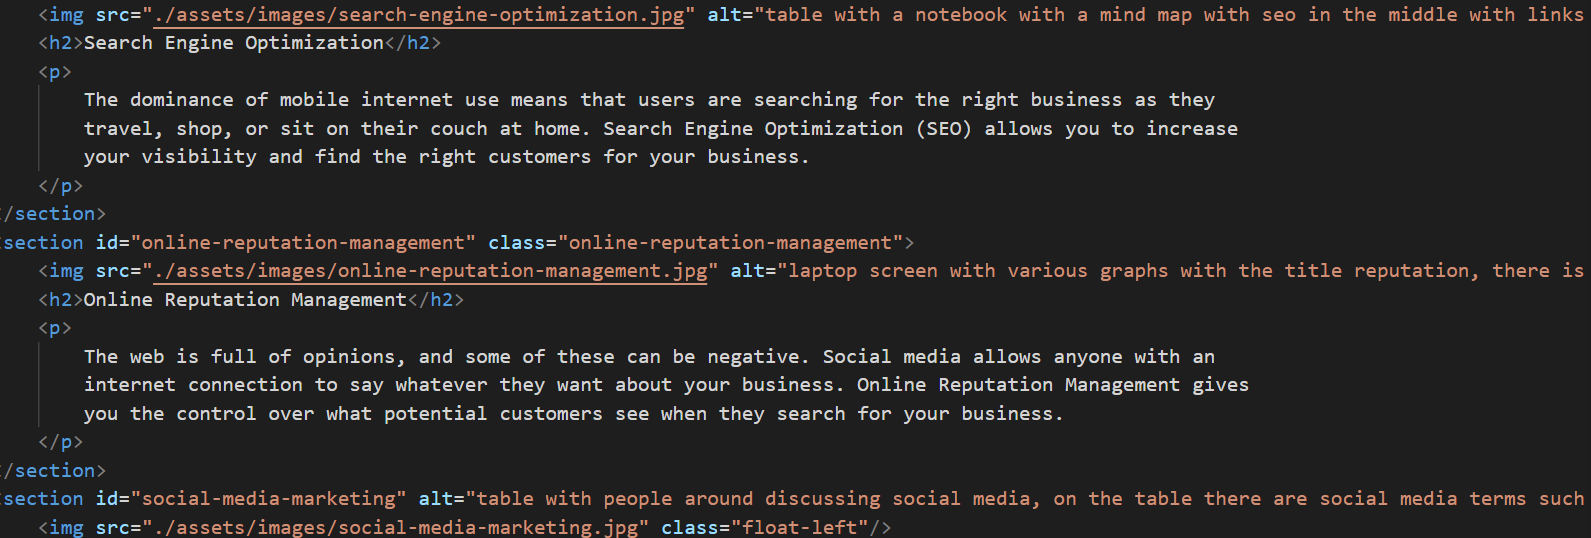 <img src="./assets/images/search-engine-optimization.jpg" alt="table with a notebook with a mind map with seo in the middle with links
<h2>Search Engine Optimization</h2>
<p>
The dominance of mobile internet use means that users are searching for the right business as they
travel, shop, or sit on their couch at home. Search Engine Optimization (SEO) allows you to increase
your visibility and find the right customers for your business.
</p>
/section>
section id="online-reputation-management" class="online-reputation-management">
<img src="./assets/images/online-reputation-management.jpg" alt="laptop screen with various graphs with the title reputation, there is
<h2>Online Reputation Management</h2>
<p>
The web is full of opinions, and some of these can be negative. Social media allows anyone with an
internet connection to say whatever they want about your business. Online Reputation Management gives
you the control over what potential customers see when they search for your business.
</p>
/section>
section id="social-media-marketing" alt="table with people around discussing social media, on the table there are social media terms such
<img src="./assets/images/social-media-marketing.jpg" class="float-left"/>